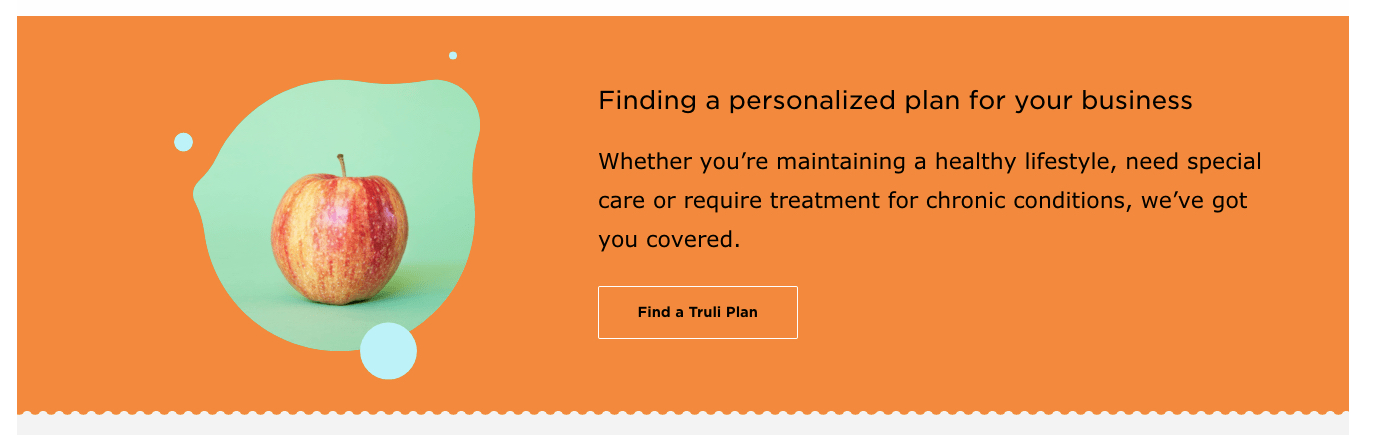 Finding a personalized plan for your business
Whether you’re maintaining a healthy lifestyle, need special
care or require treatment for chronic conditions, we’ve got
you covered.
Find a Truli Plan